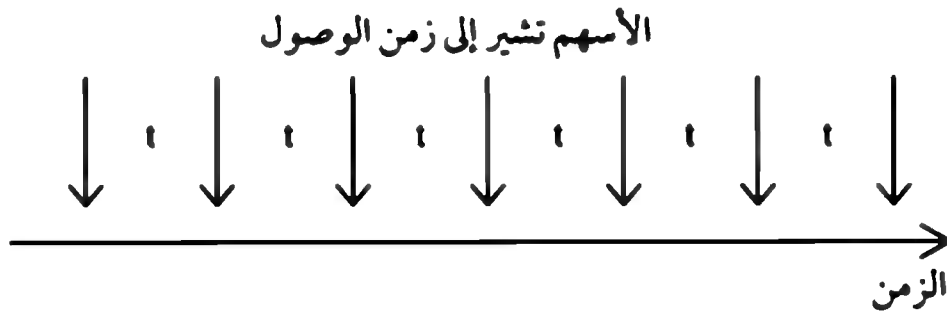 الأسهم تشير إلى زمن الوصول
t t t t t t
الزمن